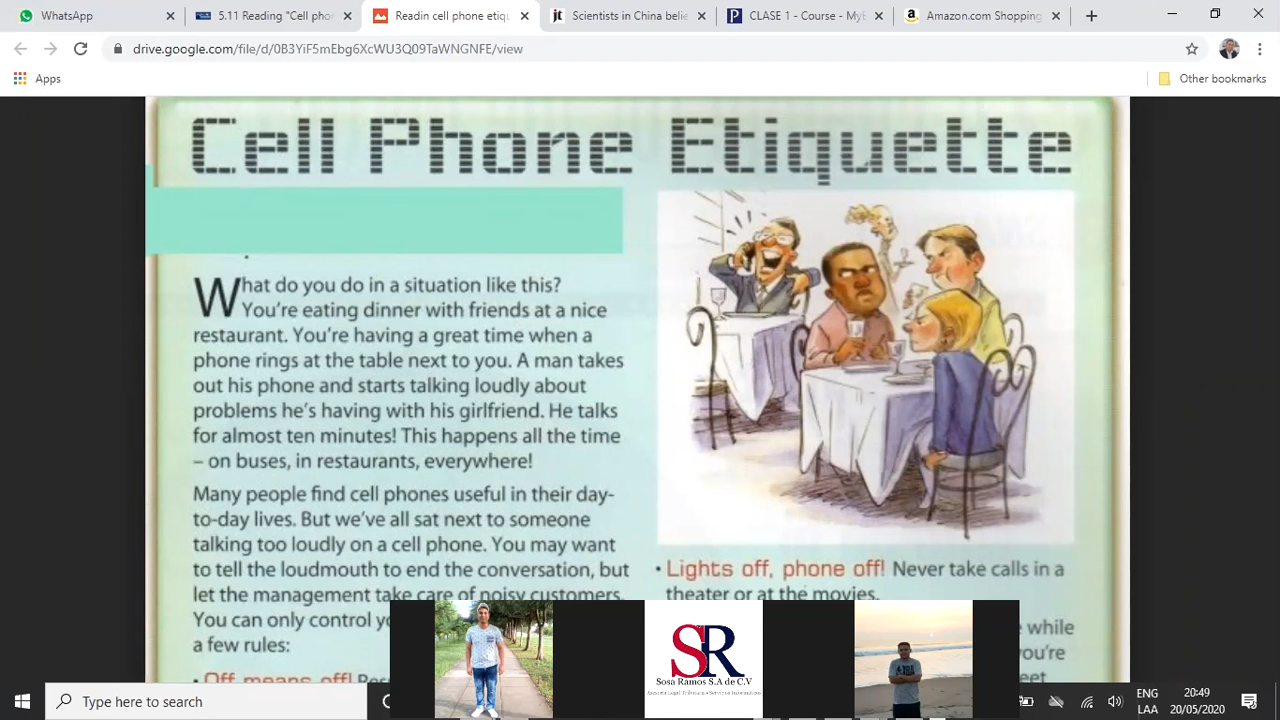 WhatsApp
5.11 Reading "Cell phon
Readin cell phone etiq
Scientists in China belie
CLASE 1 - Course - MyE
Amazon.com Shopping
drive.google.com/file/d/0B3YiF5mEbg6XcWU3Q09TaWNGNFE/view
Apps
Other bookmarks
Cell Phone Etiquette
What do you do in a situation like this?
You're eating dinner with friends at a nice
restaurant. You're having a great time when a
phone rings at the table next to you. A man takes
out his phone and starts talking loudly about
problems he's having with his girlfriend. He talks
for almost ten minutes! This happens all the time
– on buses, in restaurants, everywhere!
Many people find cell phones useful in their day-
to-day lives. But we've all sat next to someone
talking too loudly on a cell phone. You may want
to tell the loudmouth to end the conversation, but
let the management take care of noisy customers.
You can only control y
a few rules:
• Off means off!
• Lights off, phone off! Never take calls in a
theater or at the movies.
while
you're
SR
Sosa Ramos S.A de C.V
Type here to search
ENG
LAA
20:49
20/05/2020